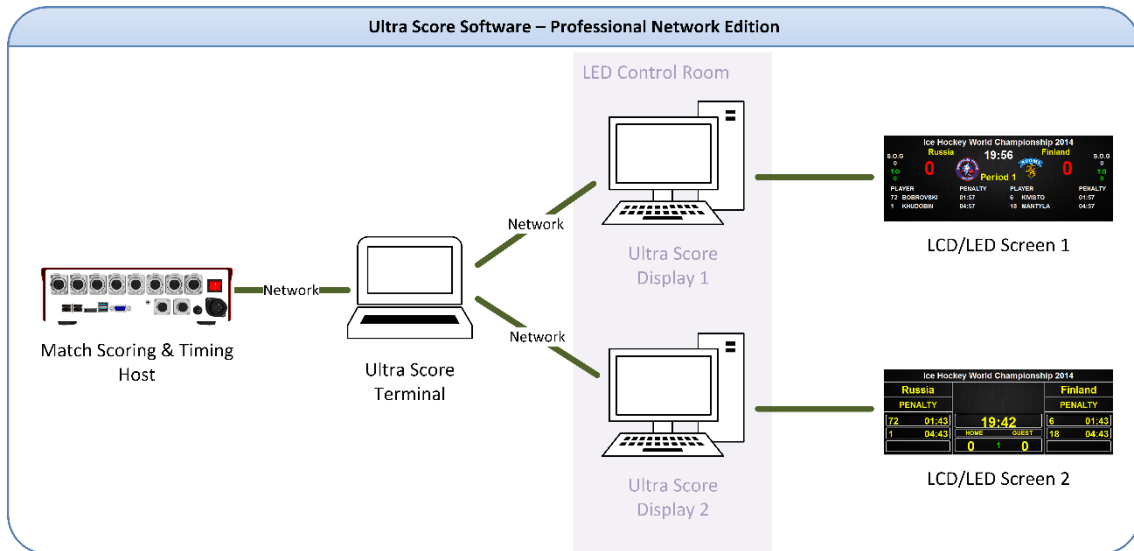 Ultra Score Software – Professional Network Edition
LED Control Room
Ice Hockey World Championship 2014
Russia 19:56 Finland
S.O.G 0 0 S.O.G
0 0
T.O Period 1 T.O
0 0
PLAYER PENALTY PLAYER PENALTY
72 BOBROVSKI 01:57 6 KIVISTO 01:57
1 KHUDOBIN 04:57 18 MANTYLA 04:57
LCD/LED Screen 1
Network
Ultra Score
Display 1
Network
Match Scoring & Timing
Host
Ultra Score
Terminal
Network
Ice Hockey World Championship 2014
Russia Finland
PENALTY PENALTY
72 01:43 19:42 6 01:43
1 04:43 HOME GUEST 18 04:43
0 1 0
LCD/LED Screen 2
Ultra Score
Display 2